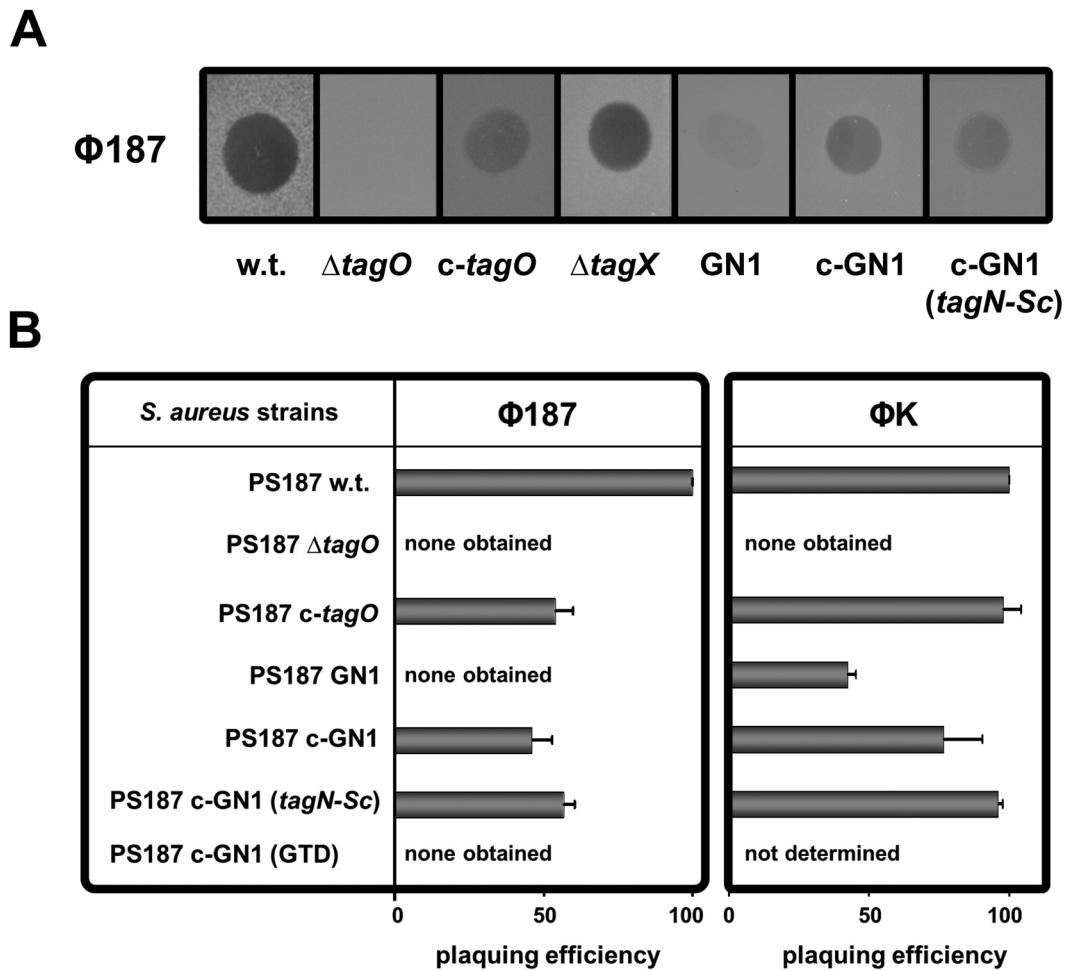 A
Φ187
w.t. ΔtagO c-tagO ΔtagX GN1 c-GN1 c-GN1
(tagN-Sc)
B
S. aureus strains Φ187 ΦK
PS187 w.t.
PS187 ΔtagO none obtained none obtained
PS187 c-tagO
PS187 GN1 none obtained
PS187 c-GN1
PS187 c-GN1 (tagN-Sc)
PS187 c-GN1 (GTD) none obtained not determined
0 50 100 0 50 100
plaquing efficiency plaquing efficiency